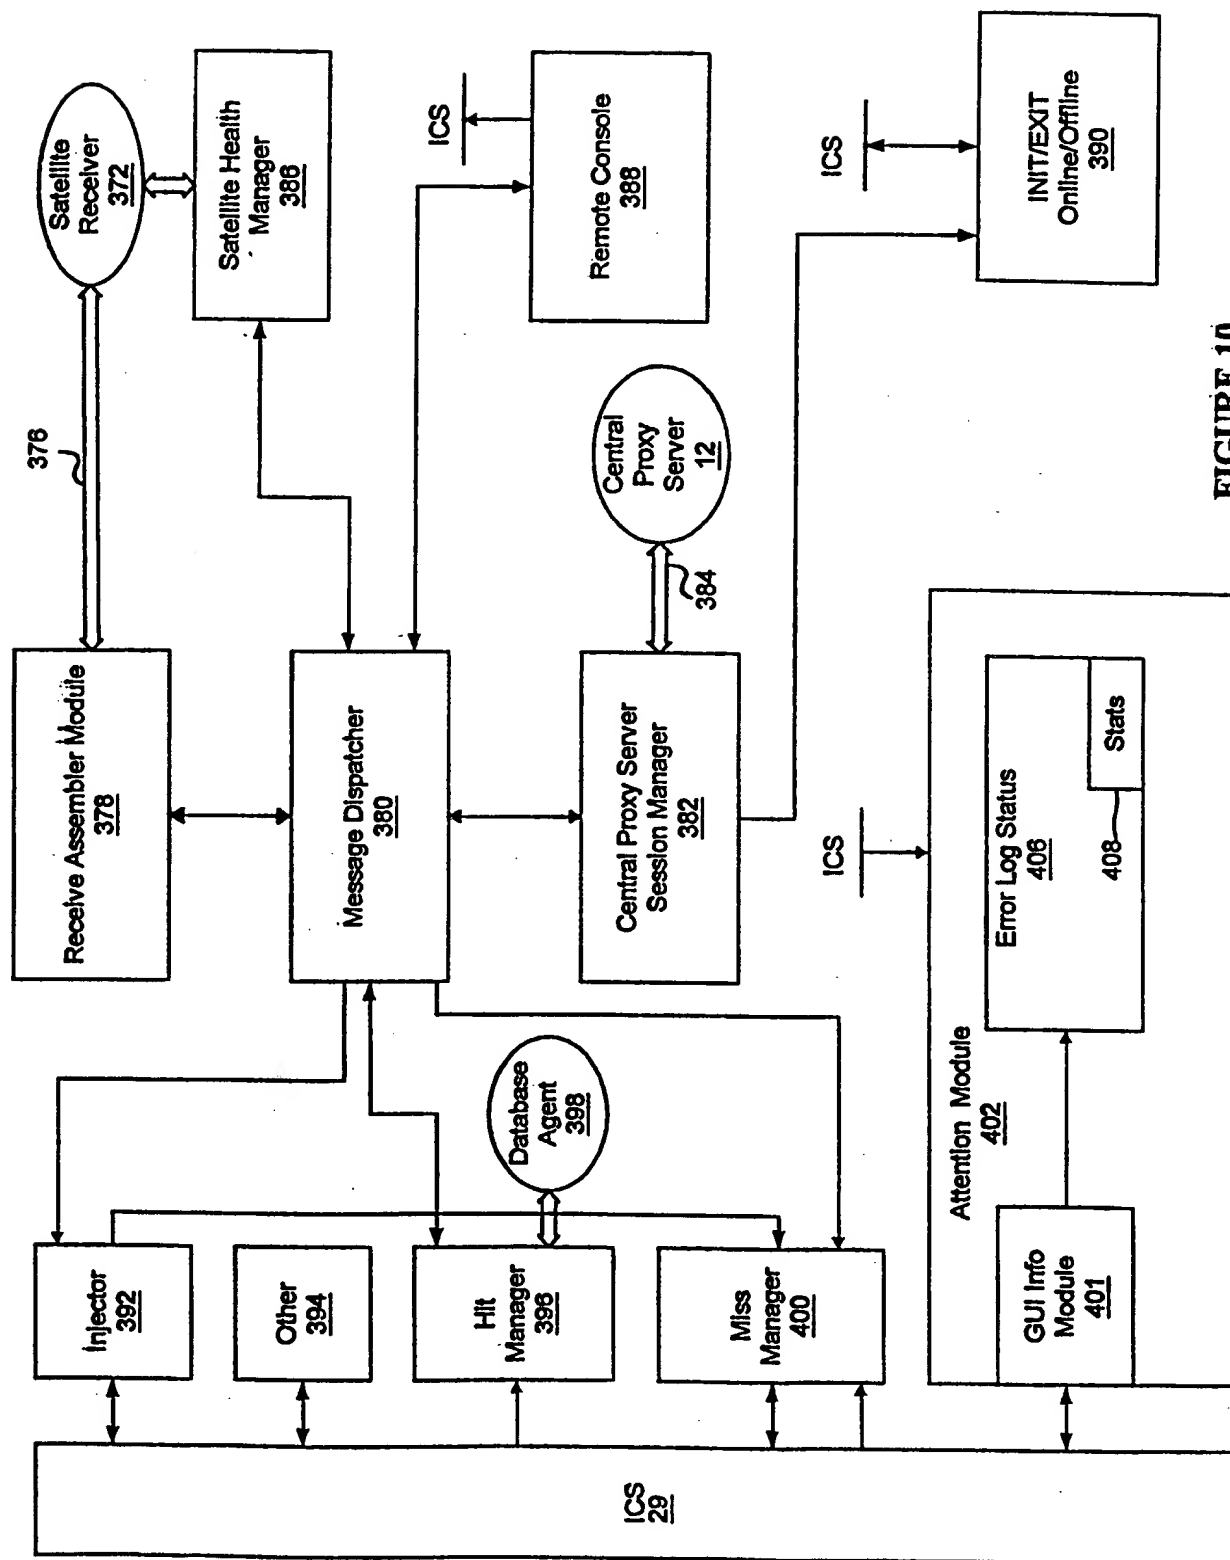 Receive Assembler Module
378
376
Satellite
Receiver
372
Injector
392
Satellite Health
Manager
386
Other
394
Message Dispatcher
380
Database
Agent
398
Hit
Manager
396
ICS
Remote Console
388
Central
Proxy
Server
12
384
Central Proxy Server
Session Manager
382
Miss
Manager
400
ICS
29
ICS
ICS
INIT/EXIT
Online/Offline
390
Attention Module
402
Error Log Status
406
Stats
408
GUI Info
Module
401
FIGURE 10